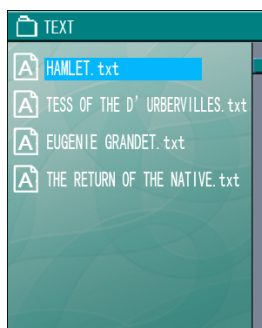 TEXT
HAMLET.txt
TESS OF THE D’URBERVILLES.txt
EUGENIE GRANDET.txt
THE RETURN OF THE NATIVE.txt